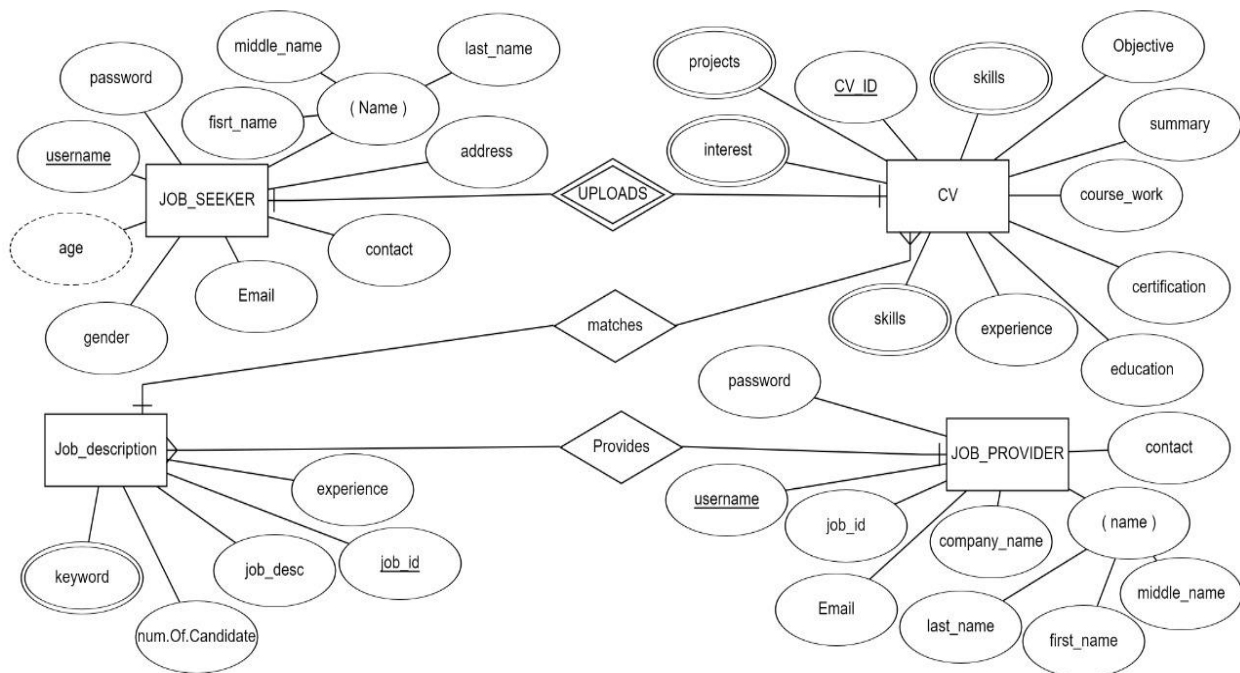 middle_name
last_name
password
( Name )
fisrt_name
username
address
JOB_SEEKER
age
contact
Email
gender
UPLOADS
projects
CV_ID
skills
Objective
interest
summary
CV
course_work
certification
skills
experience
education
matches
Job_description
Provides
password
JOB_PROVIDER
contact
experience
username
job_id
company_name
( name )
keyword
job_desc
job_id
Email
middle_name
last_name
first_name
num.Of.Candidate